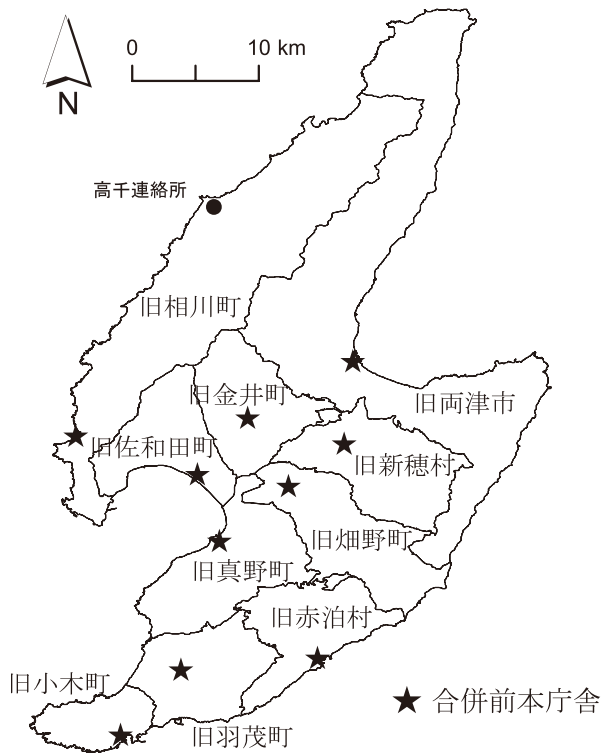 0 10 km
N
高千連絡所
旧相川町
旧金井町
旧両津市
旧佐和田町
旧新穂村
旧畑野町
旧真野町
旧赤泊村
旧小木町
合併前本庁舎
旧羽茂町